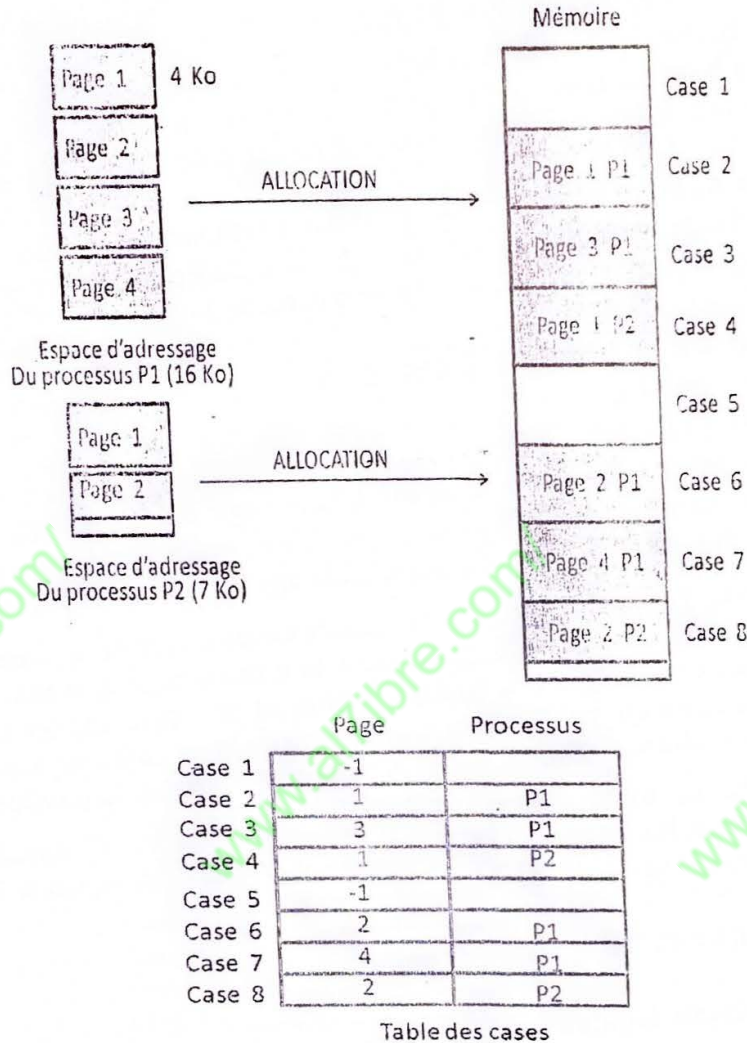 Mémoire
Page 1
4 Ko
Page 2
Page 3
Page 4
ALLOCATION
Espace d'adressage
Du processus P1 (16 Ko)
Page 1
Page 2
ALLOCATION
Espace d'adressage
Du processus P2 (7 Ko)
Case 1
Page 1 P1 Case 2
Page 3 P1 Case 3
Page 1 P2 Case 4
Case 5
Page 2 P1 Case 6
Page 4 P1 Case 7
Page 2 P2 Case 8
Page Processus
Case 1 -1
Case 2 1 P1
Case 3 3 P1
Case 4 1 P2
Case 5 -1
Case 6 2 P1
Case 7 4 P1
Case 8 2 P2
Table des cases
www.al7ibre.com/
.com/
www